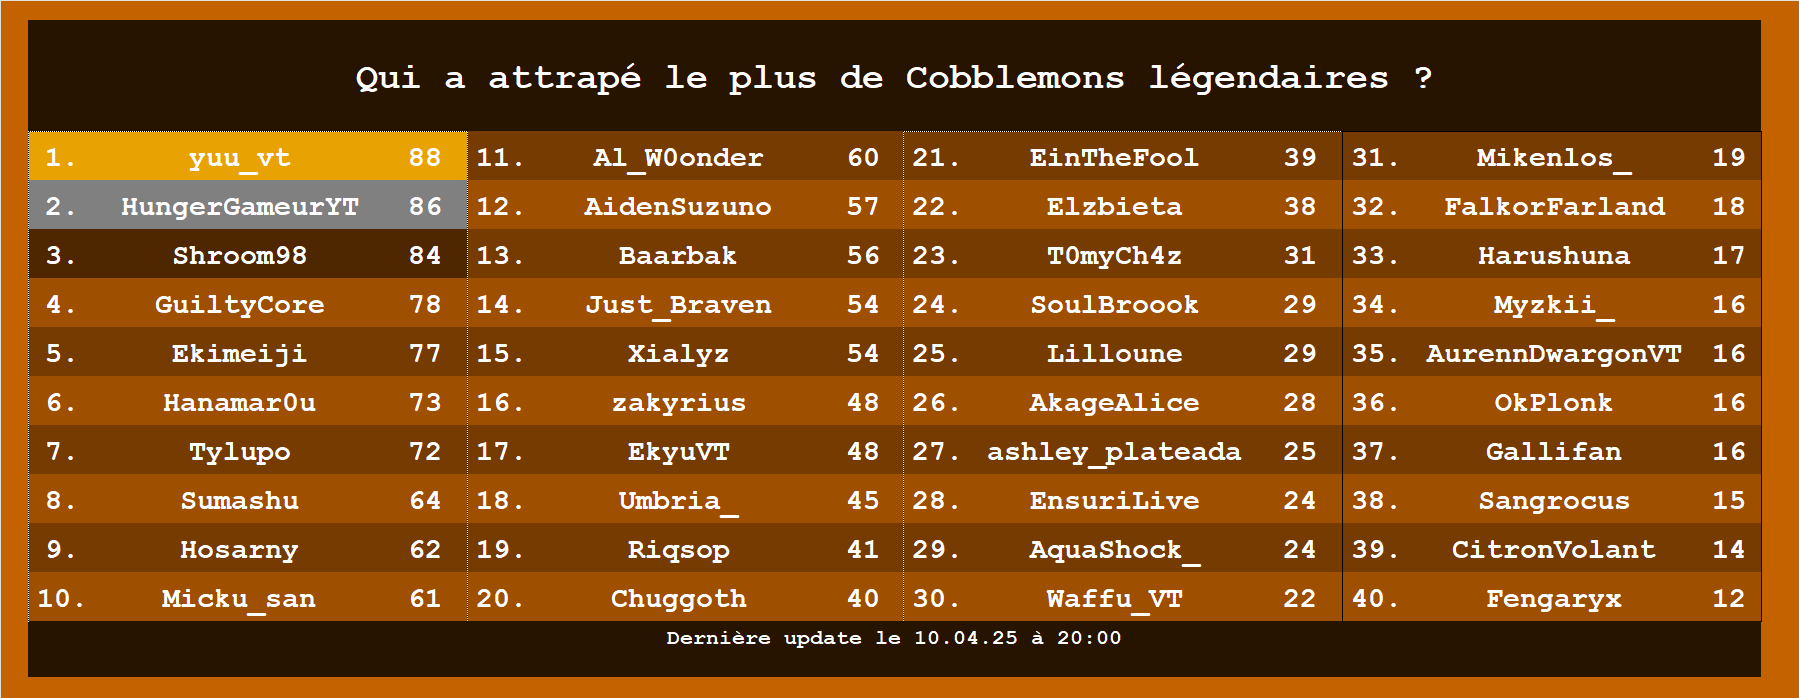 Qui a attrapé le plus de Cobblemons légendaires ?
1. yuu_vt 88
2. HungerGameurYT 86
3. Shroom98 84
4. GuiltyCore 78
5. Ekimeiji 77
6. Hanamar0u 73
7. Tylupo 72
8. Sumashu 64
9. Hosarny 62
10. Micku_san 61
11. Al_W0onder 60
12. AidenSuzuno 57
13. Baarbak 56
14. Just_Braven 54
15. Xialyz 54
16. zakyrius 48
17. EkyuVT 48
18. Umbria_ 45
19. Riqsop 41
20. Chuggoth 40
21. EinTheFool 39
22. Elzbieta 38
23. T0myCh4z 31
24. SoulBroook 29
25. Lilloune 29
26. AkageAlice 28
27. ashley_plateada 25
28. EnsuriLive 24
29. AquaShock_ 24
30. Waffu_VT 22
31. Mikenlos_ 19
32. FalkorFarland 18
33. Harushuna 17
34. Myzkii_ 16
35. AurennDwargonVT 16
36. OkPlonk 16
37. Gallifan 16
38. Sangrocus 15
39. CitronVolant 14
40. Fengaryx 12
Dernière update le 10.04.25 à 20:00